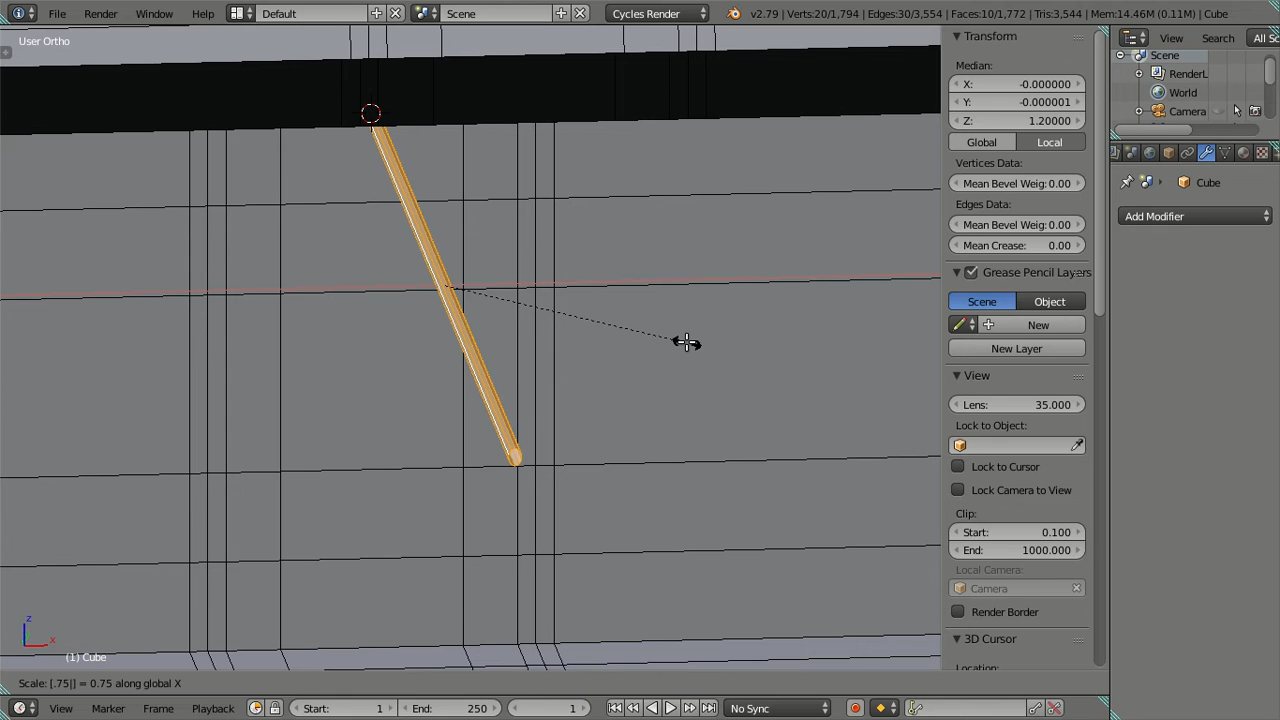 File Render Window Help Default Scene Cycles Render v2.79 | Verts:20/1,794 | Edges:30/3,554 | Faces:10/1,772 | Tris:3,544 | Mem:14.46M (0.11M) | Cube
User Ortho
Transform
Median:
X: -0.000000
Y: -0.000001
Z: 1.20000
Global Local
Vertices Data:
Mean Bevel Weig: 0.00
Edges Data:
Mean Bevel Weig: 0.00
Mean Crease: 0.00
Grease Pencil Layers
Scene Object
New
New Layer
View
Lens: 35.000
Lock to Object:
Lock to Cursor
Lock Camera to View
Clip:
Start: 0.100
End: 1000.000
Local Camera:
Camera
Render Border
3D Cursor
Location:
View Search All Sc
Scene
RenderL
World
Camera
Cube
Add Modifier
z
x
(1) Cube
Scale: [.75|] = 0.75 along global X
View Marker Frame Playback Start: 1 End: 250 1 No Sync